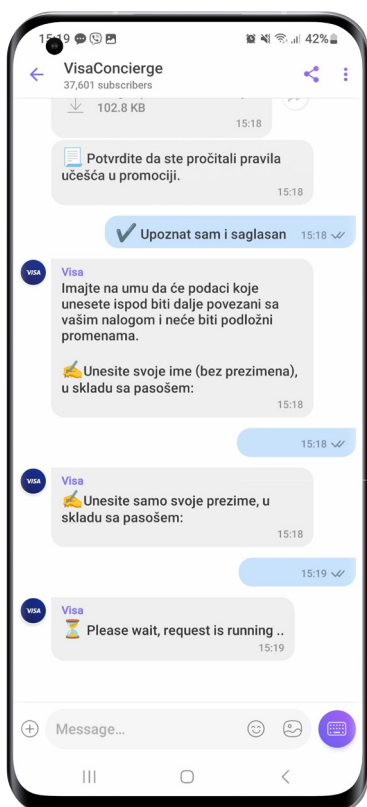 15:19
42%
VisaConcierge
37,601 subscribers
102.8 KB
15:18
Potvrdite da ste pročitali pravila
učešća u promociji.
15:18
Upoznat sam i saglasan 15:18
VISA
Visa
Imajte na umu da će podaci koje
unesete ispod biti dalje povezani sa
vašim nalogom i neće biti podložni
promenama.
Unesite svoje ime (bez prezimena),
u skladu sa pasošem:
15:18
15:18
VISA
Visa
Unesite samo svoje prezime, u
skladu sa pasošem:
15:18
15:19
VISA
Visa
Please wait, request is running ..
15:19
Message...